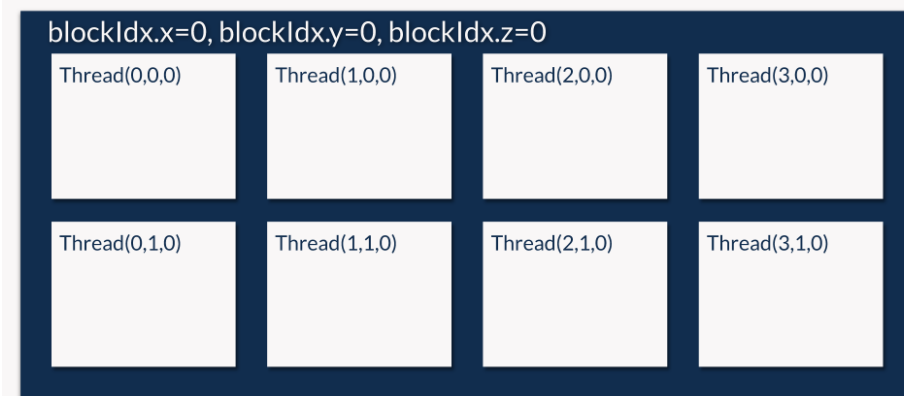 blockIdx.x=0, blockIdx.y=0, blockIdx.z=0
Thread(0,0,0) Thread(1,0,0) Thread(2,0,0) Thread(3,0,0)
Thread(0,1,0) Thread(1,1,0) Thread(2,1,0) Thread(3,1,0)